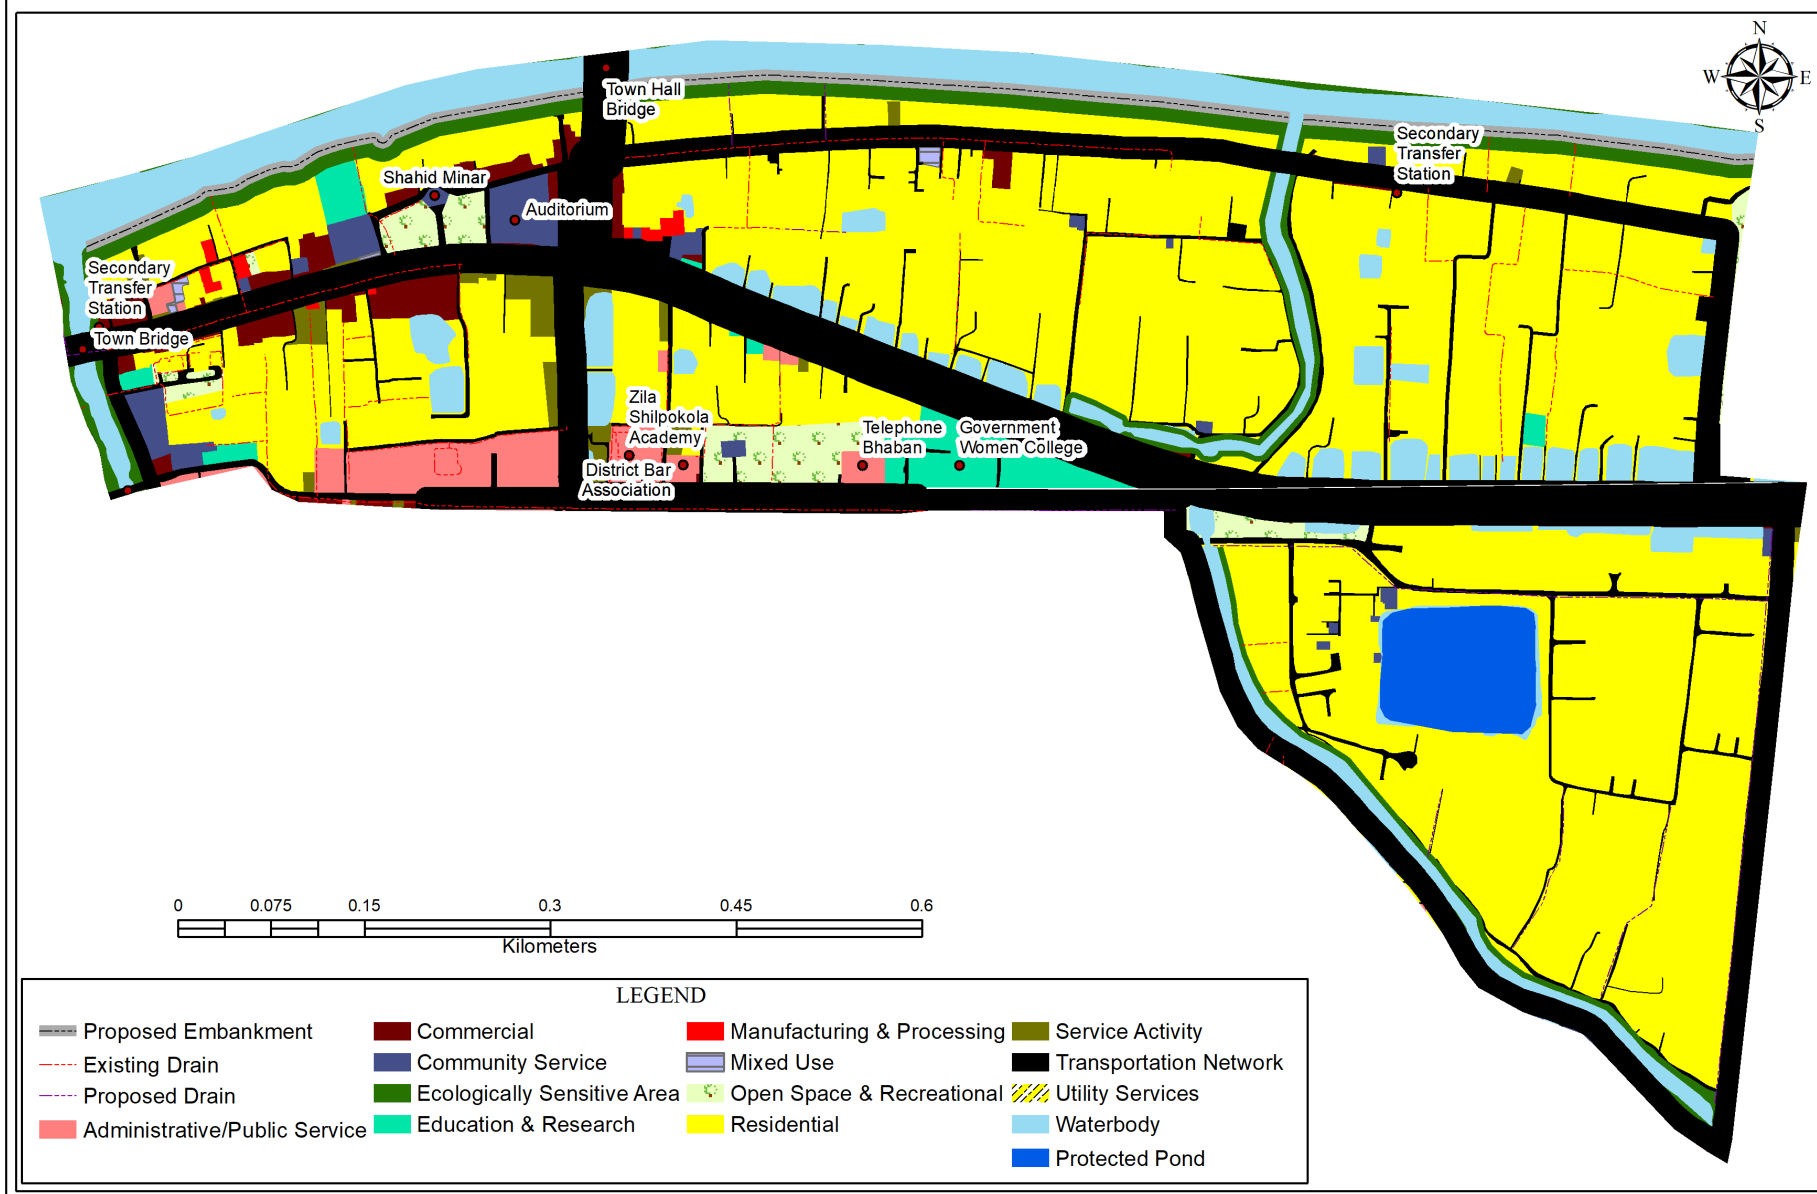 N
W
E
S
Town Hall
Bridge
Secondary
Transfer
Station
Shahid Minar
Auditorium
Secondary
Transfer
Station
Town Bridge
Zila
Shilpokola
Academy
Telephone
Bhaban
Government
Women College
District Bar
Association
0 0.075 0.15 0.3 0.45 0.6
Kilometers
LEGEND
Proposed Embankment
Existing Drain
Proposed Drain
Administrative/Public Service
Commercial
Community Service
Ecologically Sensitive Area
Education & Research
Manufacturing & Processing
Mixed Use
Open Space & Recreational
Residential
Service Activity
Transportation Network
Utility Services
Waterbody
Protected Pond